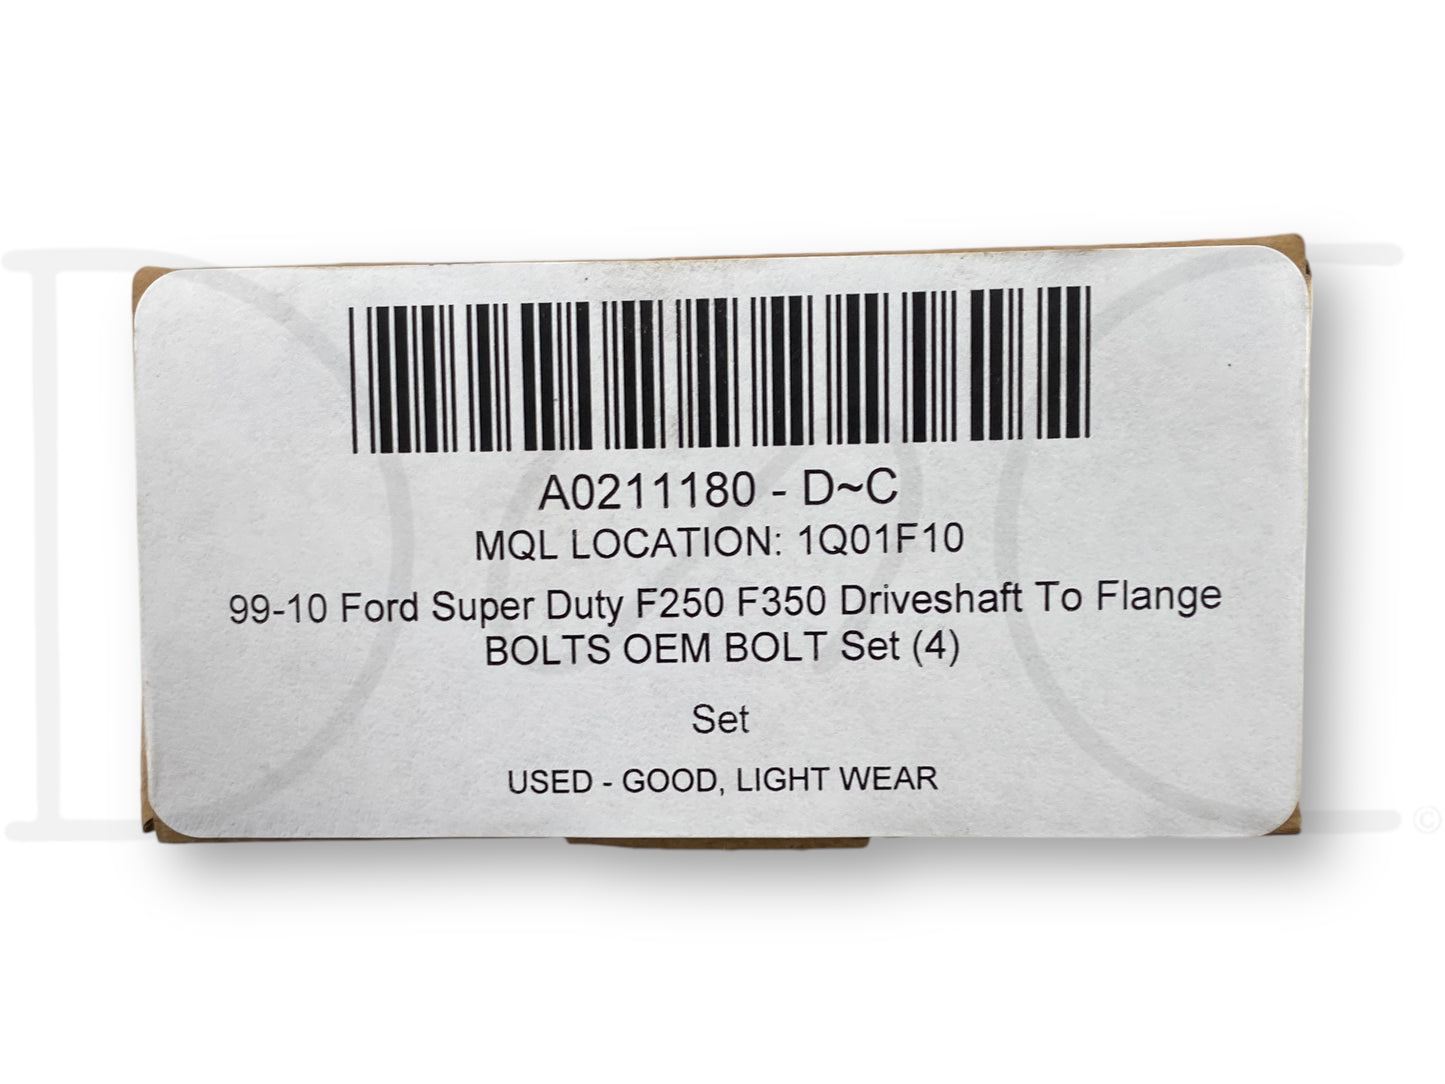 A0211180 - D~C
MQL LOCATION: 1Q01F10
99-10 Ford Super Duty F250 F350 Driveshaft To Flange
BOLTS OEM BOLT Set (4)
Set
USED - GOOD, LIGHT WEAR
©